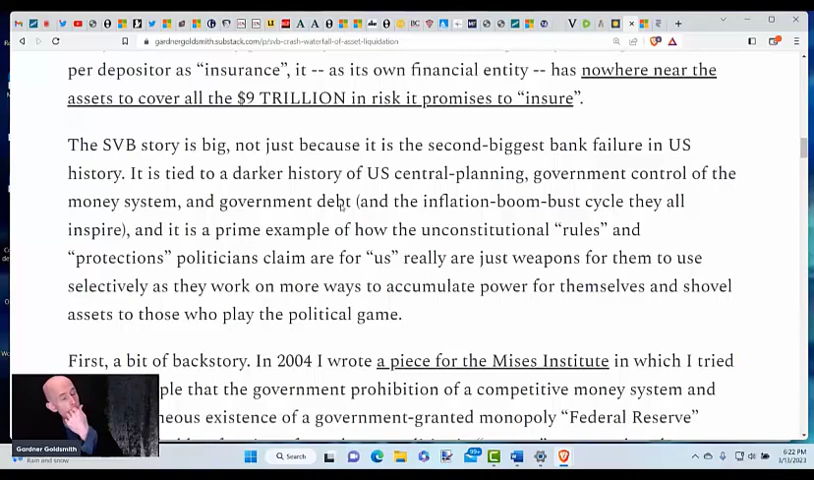 gardnergoldsmith.substack.com/p/svb-crash-waterfall-of-asset-liquidation
per depositor as “insurance”, it -- as its own financial entity -- has nowhere near the
assets to cover all the $9 TRILLION in risk it promises to “insure”.
The SVB story is big, not just because it is the second-biggest bank failure in US
history. It is tied to a darker history of US central-planning, government control of the
money system, and government debt (and the inflation-boom-bust cycle they all
inspire), and it is a prime example of how the unconstitutional “rules” and
“protections” politicians claim are for “us” really are just weapons for them to use
selectively as they work on more ways to accumulate power for themselves and shovel
assets to those who play the political game.
First, a bit of backstory. In 2004 I wrote a piece for the Mises Institute in which I tried
ple that the government prohibition of a competitive money system and
neous existence of a government-granted monopoly “Federal Reserve”
Gardner Goldsmith
Rain and snow
Search
99+
6:22 PM
3/13/2023